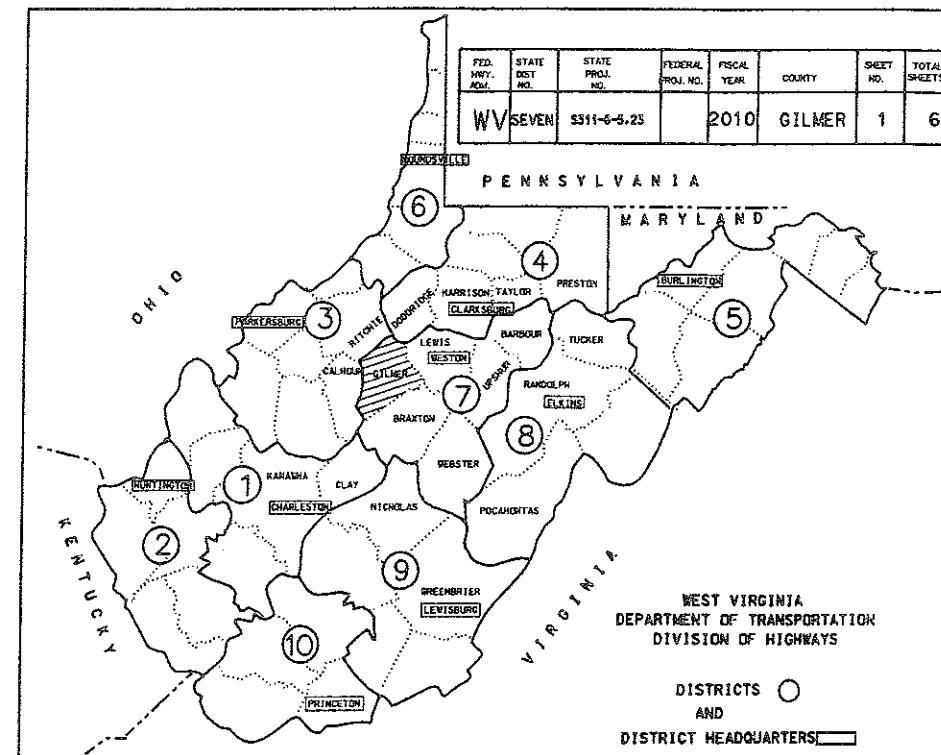 FED. HWY. ADM. STATE DIST NO. STATE PROJ. NO. FEDERAL PROJ. NO. FISCAL YEAR COUNTY SHEET NO. TOTAL SHEETS
WV SEVEN S311-6-5.23 2010 GILMER 1 6
MOUNDSVILLE
PENNSYLVANIA
6
MARYLAND
4
OHIO
PRESTON
BURLINGTON
HARRISON
TAYLOR
DODDRIDGE
CLARKSBURG
5
PARKERSBURG
3
RITCHIE
BARBOUR
TUCKER
LEWIS
WESTON
CALHOUN
GILMER
UPSHUR
RANDOLPH
7
ELKINS
BRAXTON
8
WEBSTER
KANAWHA
CLAY
HUNTINGTON
1
CHARLESTON
NICHOLAS
POCAHONTAS
KENTUCKY
2
9
VIRGINIA
GREENBRIER
LEWISBURG
10
PRINCETON
WEST VIRGINIA
DEPARTMENT OF TRANSPORTATION
DIVISION OF HIGHWAYS
DISTRICTS
AND
DISTRICT HEADQUARTERS